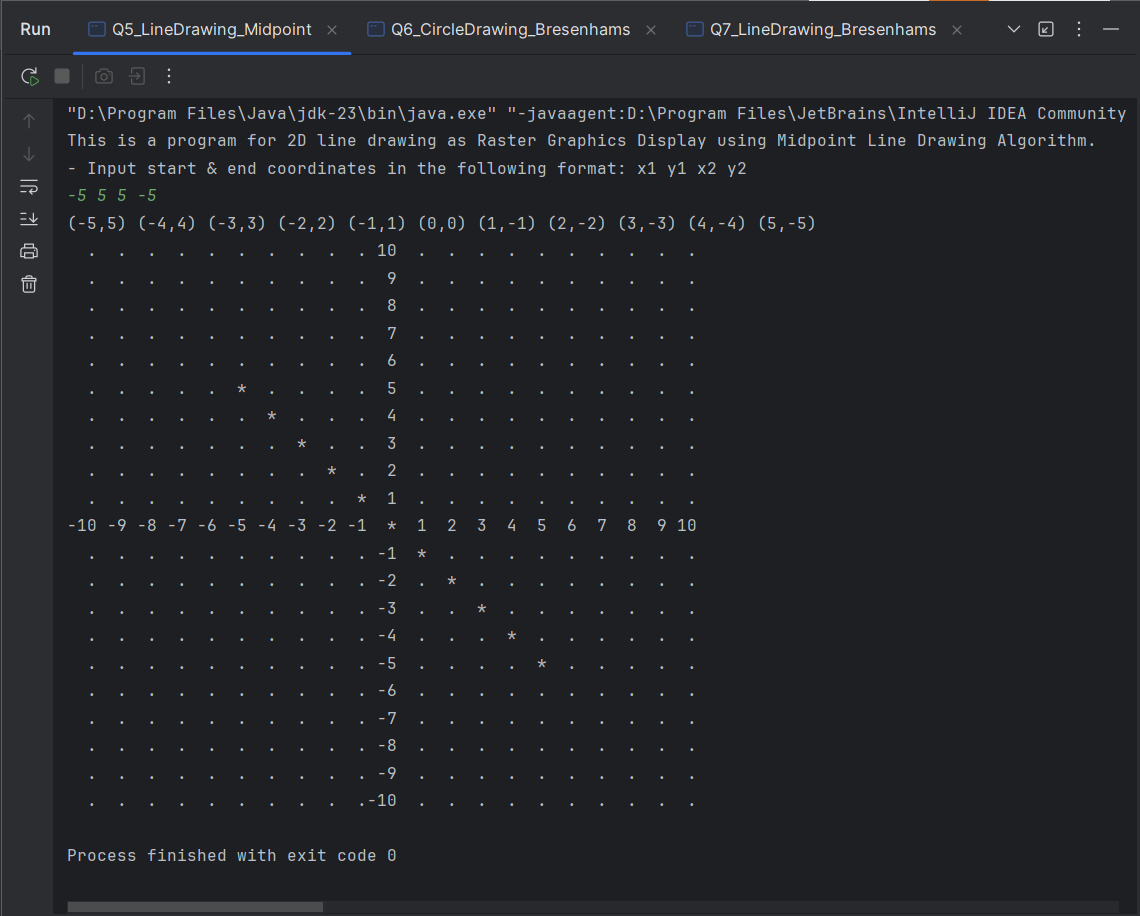 Run Q5_LineDrawing_Midpoint Q6_CircleDrawing_Bresenhams Q7_LineDrawing_Bresenhams
"D:\Program Files\Java\jdk-23\bin\java.exe" "-javaagent:D:\Program Files\JetBrains\IntelliJ IDEA Community
This is a program for 2D line drawing as Raster Graphics Display using Midpoint Line Drawing Algorithm.
- Input start & end coordinates in the following format: x1 y1 x2 y2
-5 5 5 -5
(-5,5) (-4,4) (-3,3) (-2,2) (-1,1) (0,0) (1,-1) (2,-2) (3,-3) (4,-4) (5,-5)
  .  .  .  .  .  .  .  .  .  . 10  .  .  .  .  .  .  .  .  .  .
  .  .  .  .  .  .  .  .  .  .  9  .  .  .  .  .  .  .  .  .  .
  .  .  .  .  .  .  .  .  .  .  8  .  .  .  .  .  .  .  .  .  .
  .  .  .  .  .  .  .  .  .  .  7  .  .  .  .  .  .  .  .  .  .
  .  .  .  .  .  .  .  .  .  .  6  .  .  .  .  .  .  .  .  .  .
  .  .  .  .  .  *  .  .  .  .  5  .  .  .  .  .  .  .  .  .  .
  .  .  .  .  .  .  *  .  .  .  4  .  .  .  .  .  .  .  .  .  .
  .  .  .  .  .  .  .  *  .  .  3  .  .  .  .  .  .  .  .  .  .
  .  .  .  .  .  .  .  .  *  .  2  .  .  .  .  .  .  .  .  .  .
  .  .  .  .  .  .  .  .  .  *  1  .  .  .  .  .  .  .  .  .  .
-10 -9 -8 -7 -6 -5 -4 -3 -2 -1  *  1  2  3  4  5  6  7  8  9 10
  .  .  .  .  .  .  .  .  .  . -1  *  .  .  .  .  .  .  .  .  .
  .  .  .  .  .  .  .  .  .  . -2  .  *  .  .  .  .  .  .  .  .
  .  .  .  .  .  .  .  .  .  . -3  .  .  *  .  .  .  .  .  .  .
  .  .  .  .  .  .  .  .  .  . -4  .  .  .  *  .  .  .  .  .  .
  .  .  .  .  .  .  .  .  .  . -5  .  .  .  .  *  .  .  .  .  .
  .  .  .  .  .  .  .  .  .  . -6  .  .  .  .  .  .  .  .  .  .
  .  .  .  .  .  .  .  .  .  . -7  .  .  .  .  .  .  .  .  .  .
  .  .  .  .  .  .  .  .  .  . -8  .  .  .  .  .  .  .  .  .  .
  .  .  .  .  .  .  .  .  .  . -9  .  .  .  .  .  .  .  .  .  .
  .  .  .  .  .  .  .  .  .  .-10  .  .  .  .  .  .  .  .  .  .
Process finished with exit code 0